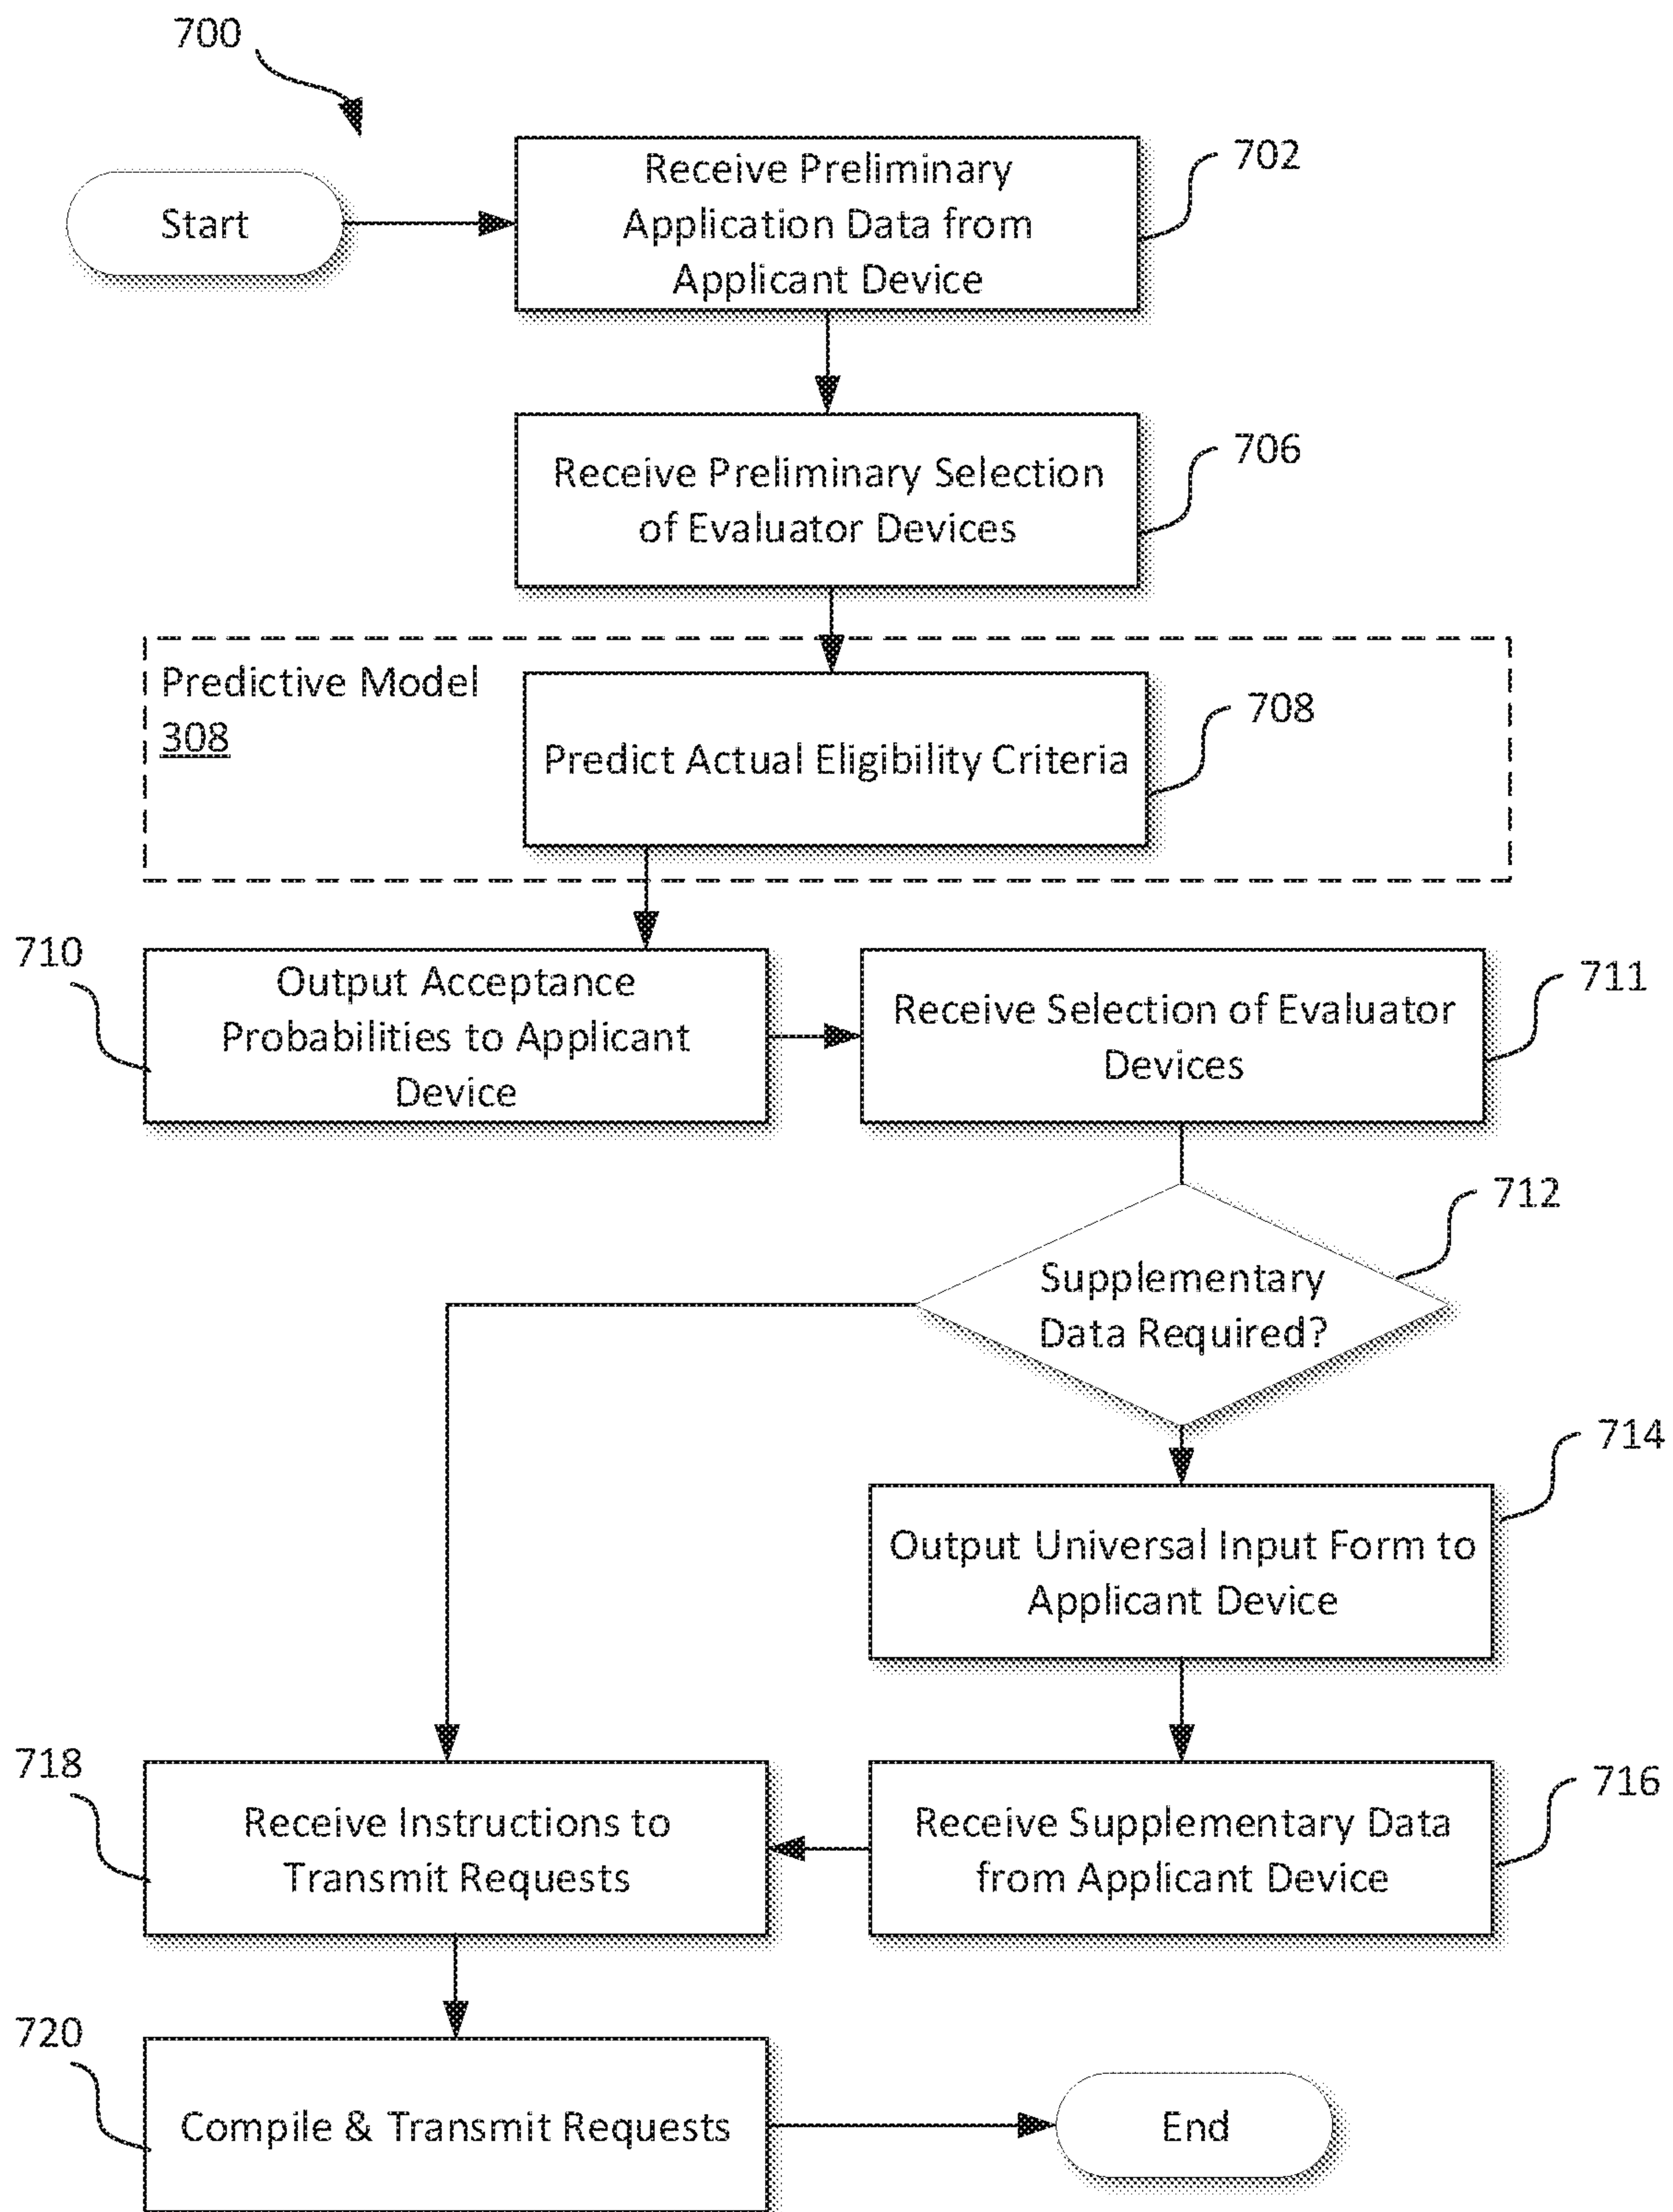 700
Start
Receive Preliminary
Application Data from
Applicant Device
702
Receive Preliminary Selection
of Evaluator Devices
706
Predictive Model
308
Predict Actual Eligibility Criteria
708
710
Output Acceptance
Probabilities to Applicant
Device
Receive Selection of Evaluator
Devices
711
Supplementary
Data Required?
712
Output Universal Input Form to
Applicant Device
714
718
Receive Instructions to
Transmit Requests
Receive Supplementary Data
from Applicant Device
716
720
Compile & Transmit Requests
End